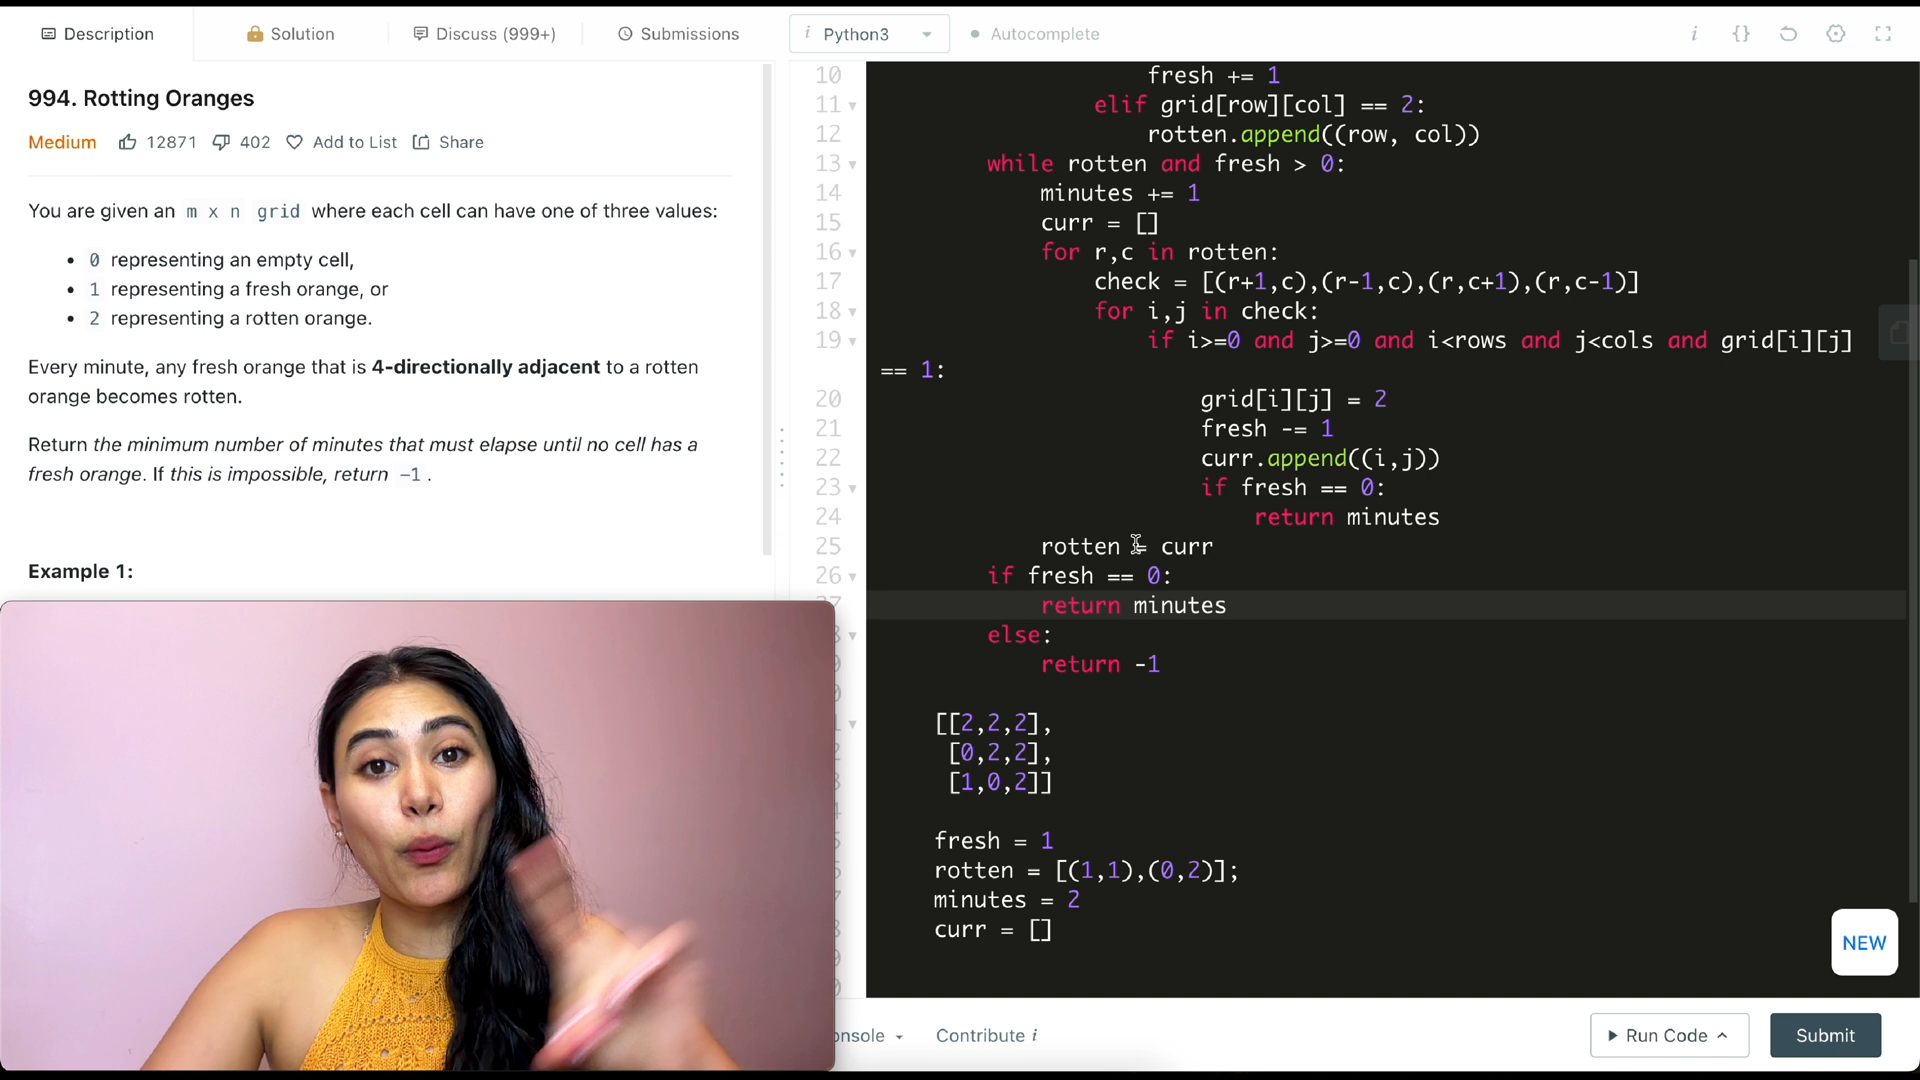 Description
Solution
Discuss (999+)
Submissions
i Python3
Autocomplete
i {}
994. Rotting Oranges
Medium 12871 402 Add to List Share
You are given an m x n grid where each cell can have one of three values:
• 0 representing an empty cell,
• 1 representing a fresh orange, or
• 2 representing a rotten orange.
Every minute, any fresh orange that is 4-directionally adjacent to a rotten
orange becomes rotten.
Return the minimum number of minutes that must elapse until no cell has a
fresh orange. If this is impossible, return -1 .
Example 1:
10 fresh += 1
11 elif grid[row][col] == 2:
12 rotten.append((row, col))
13 while rotten and fresh > 0:
14 minutes += 1
15 curr = []
16 for r,c in rotten:
17 check = [(r+1,c),(r-1,c),(r,c+1),(r,c-1)]
18 for i,j in check:
19 if i>=0 and j>=0 and i<rows and j<cols and grid[i][j]
== 1:
20 grid[i][j] = 2
21 fresh -= 1
22 curr.append((i,j))
23 if fresh == 0:
24 return minutes
25 rotten = curr
26 if fresh == 0:
return minutes
else:
return -1
[[2,2,2],
[0,2,2],
[1,0,2]]
fresh = 1
rotten = [(1,1),(0,2)];
minutes = 2
curr = []
NEW
onsole
Contribute i
Run Code
Submit